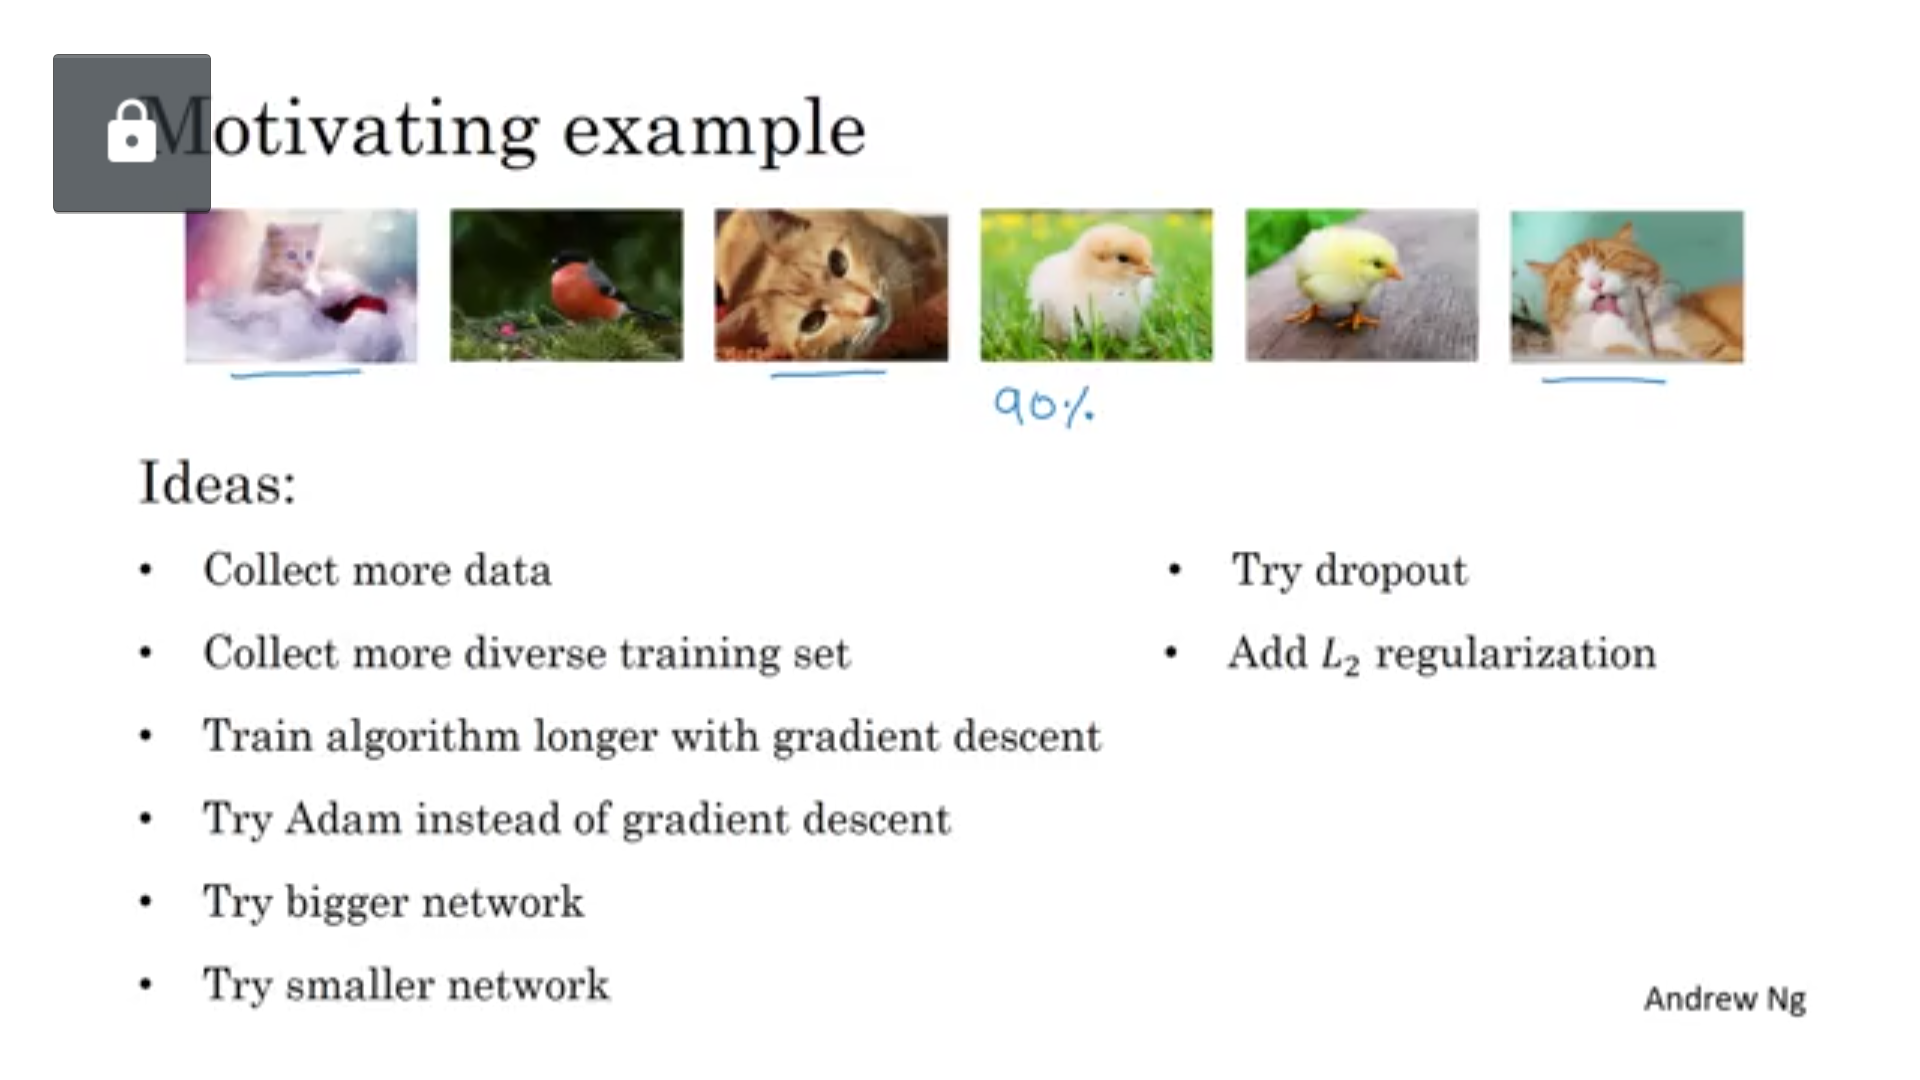 Motivating example
90%
Ideas:
• Collect more data
• Collect more diverse training set
• Train algorithm longer with gradient descent
• Try Adam instead of gradient descent
• Try bigger network
• Try smaller network
• Try dropout
• Add L₂ regularization
Andrew Ng